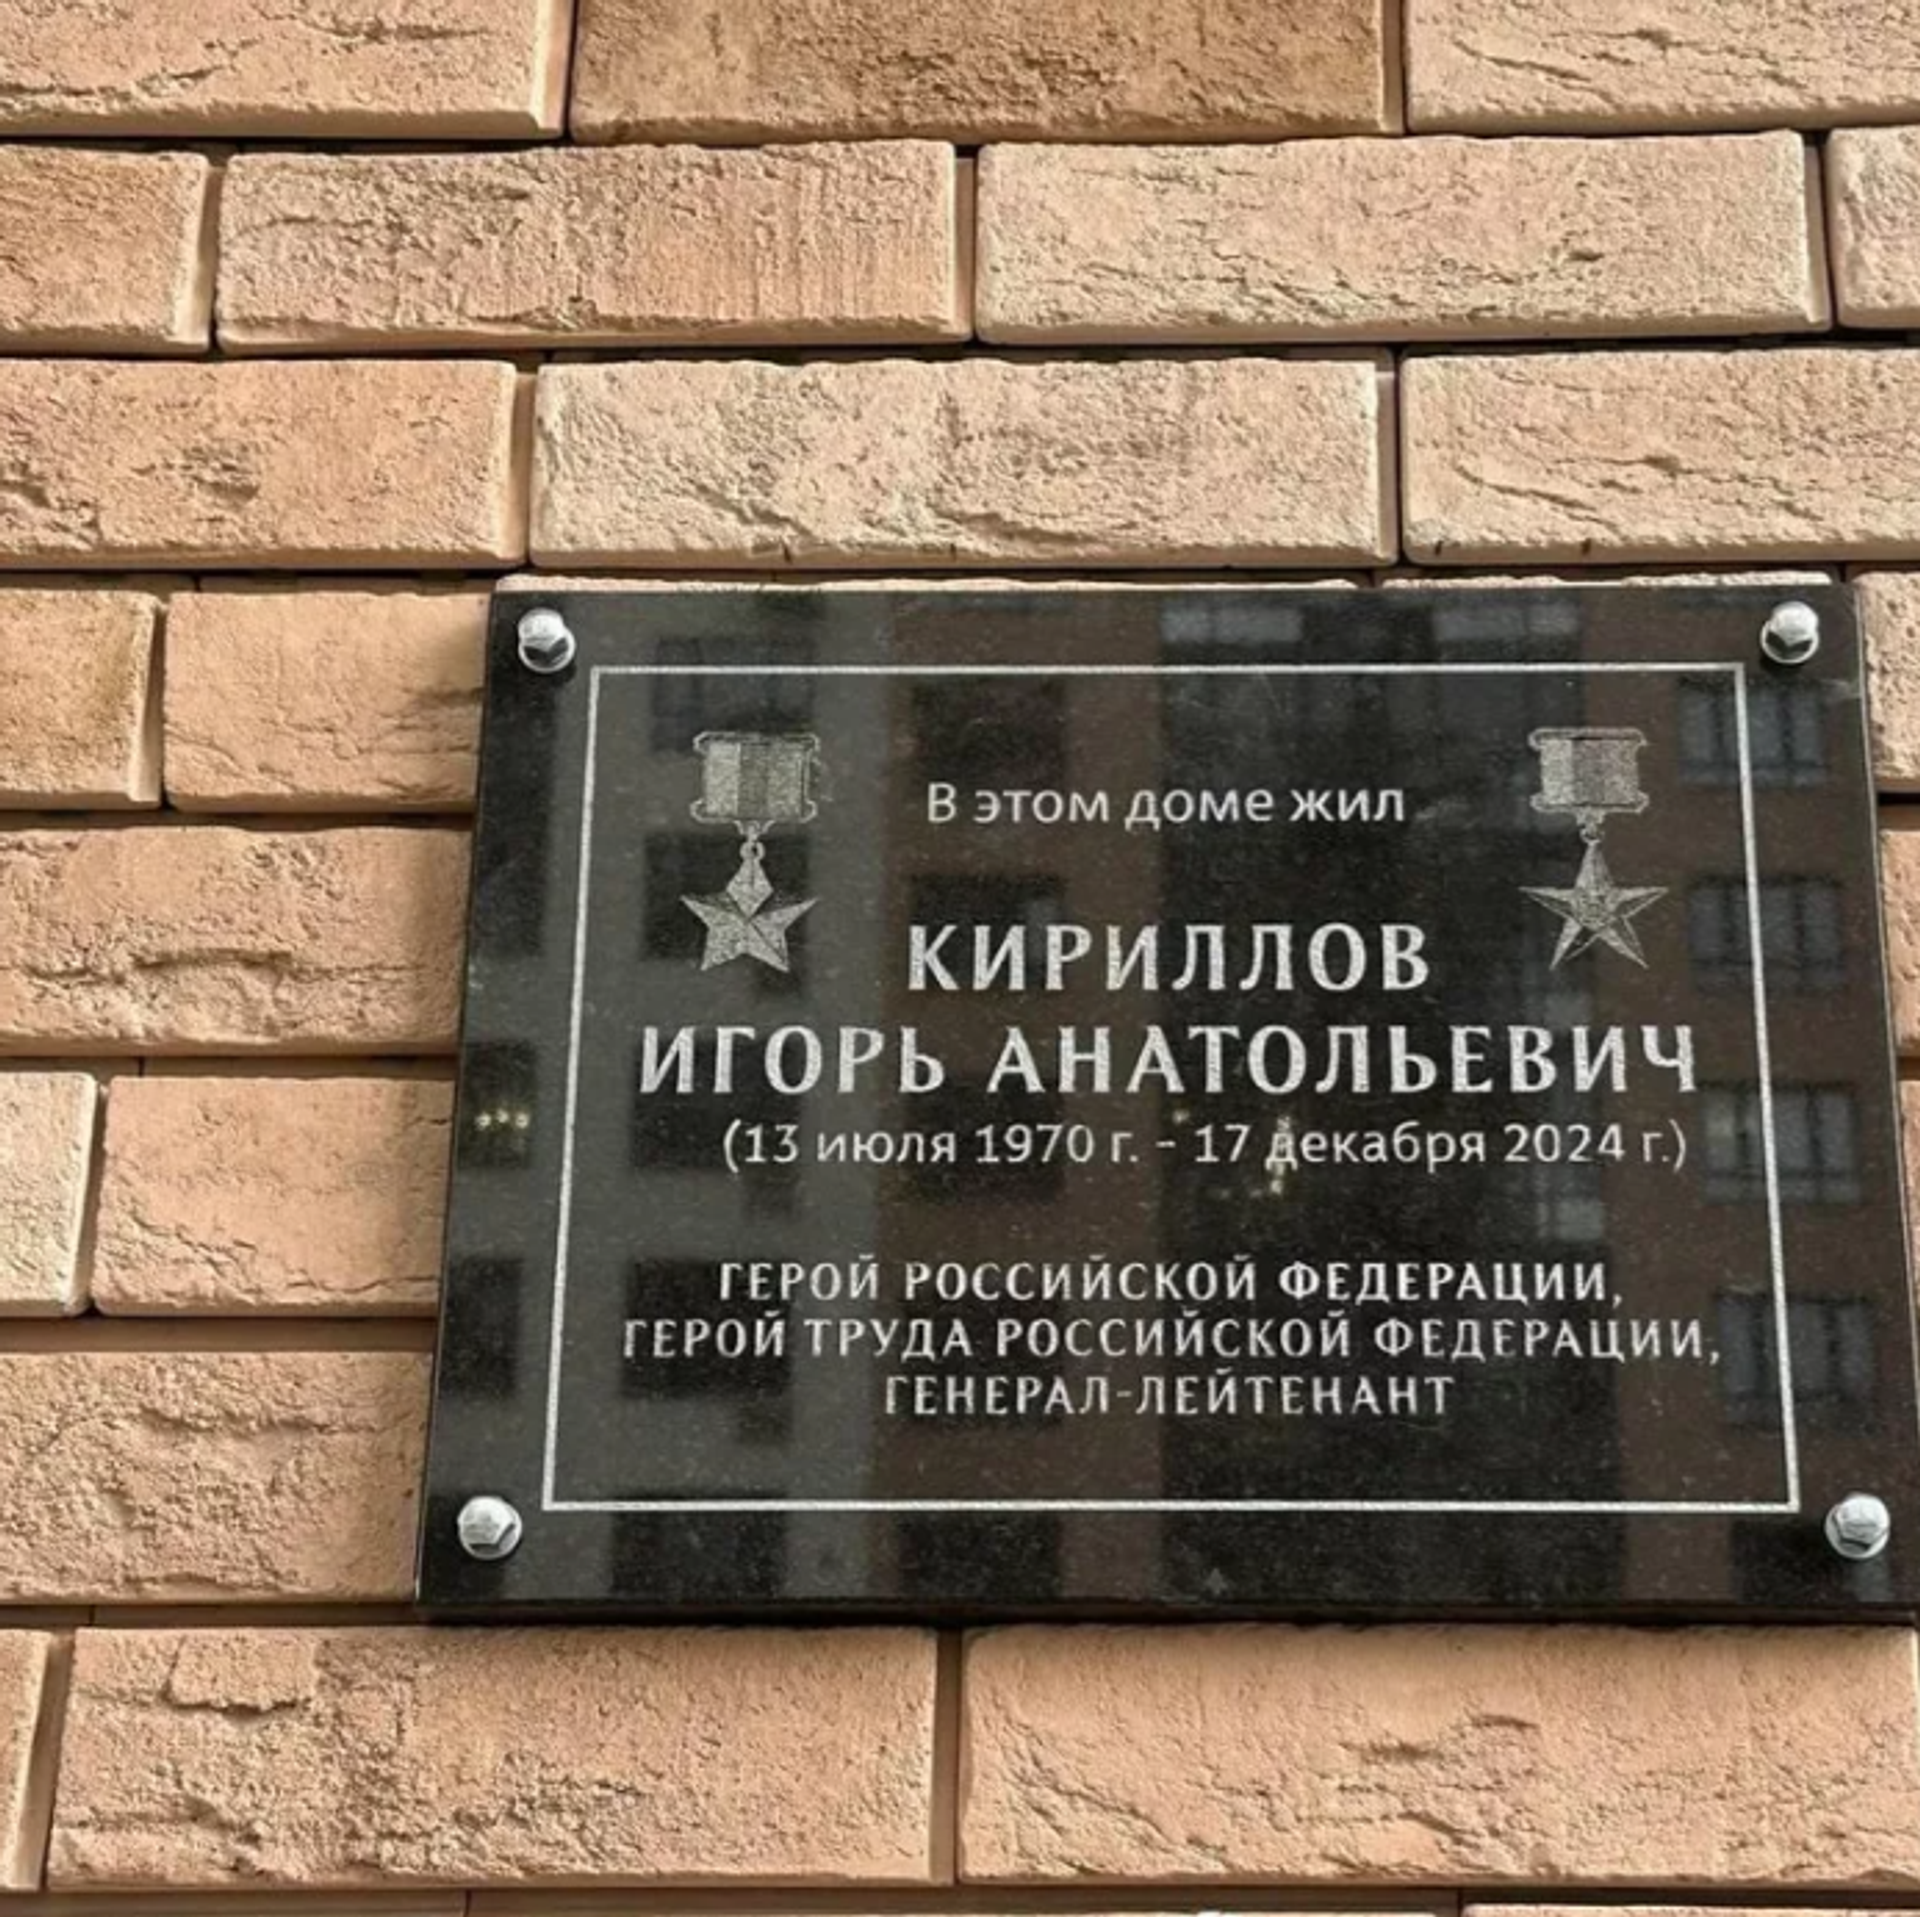 В этом доме жил
КИРИЛЛОВ
ИГОРЬ АНАТОЛЬЕВИЧ
(13 июля 1970 г. - 17 декабря 2024 г.)
ГЕРОЙ РОССИЙСКОЙ ФЕДЕРАЦИИ,
ГЕРОЙ ТРУДА РОССИЙСКОЙ ФЕДЕРАЦИИ,
ГЕНЕРАЛ-ЛЕЙТЕНАНТ